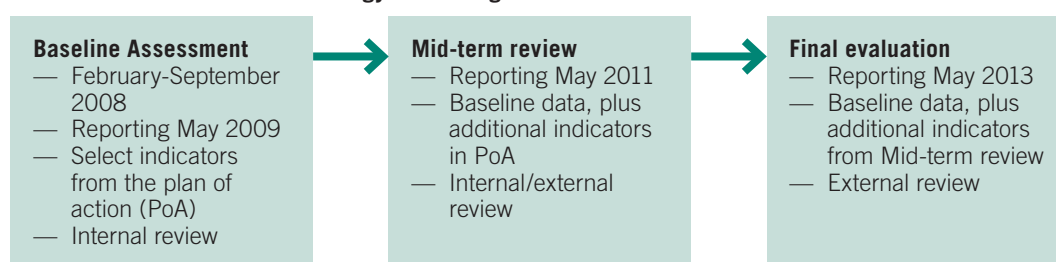 Baseline Assessment
— February-September
2008
— Reporting May 2009
— Select indicators
from the plan of
action (PoA)
— Internal review
Mid-term review
— Reporting May 2011
— Baseline data, plus
additional indicators
in PoA
— Internal/external
review
Final evaluation
— Reporting May 2013
— Baseline data, plus
additional indicators
from Mid-term review
— External review